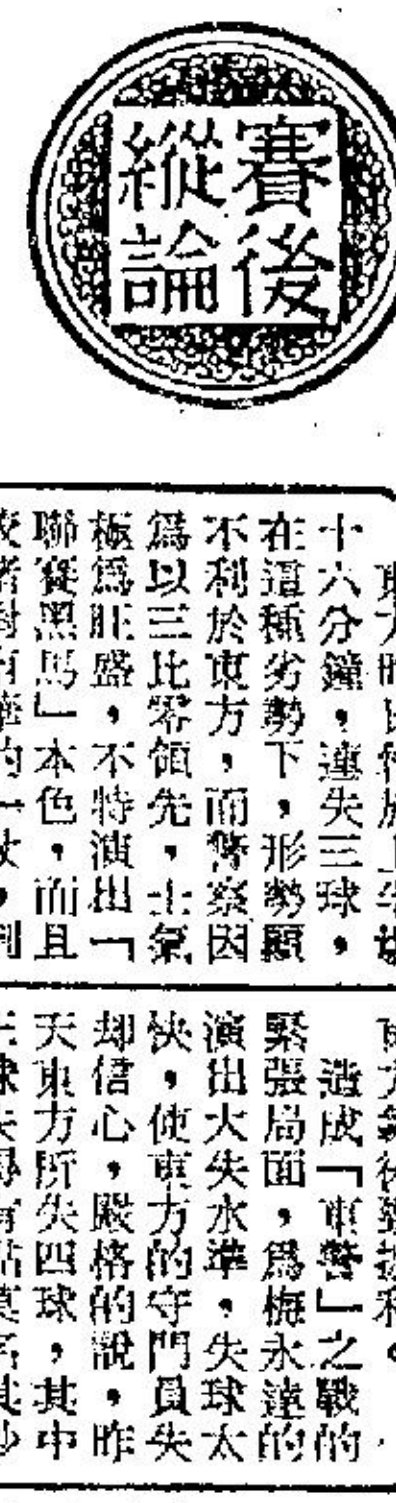 賽後
縱論
十六分鐘，連失三球，
在這種劣勢下，形勢顯
不利於東方，而警察因
爲以三比零領先，士氣
極爲旺盛，不特演出「
聯賽黑馬」本色，而且
造成「東警」之戰的
緊張局面，爲梅永達的
演出大失水準，失球太
快，使東方的守門員失
却信心，嚴格的說，昨
天東方所失四球，其中